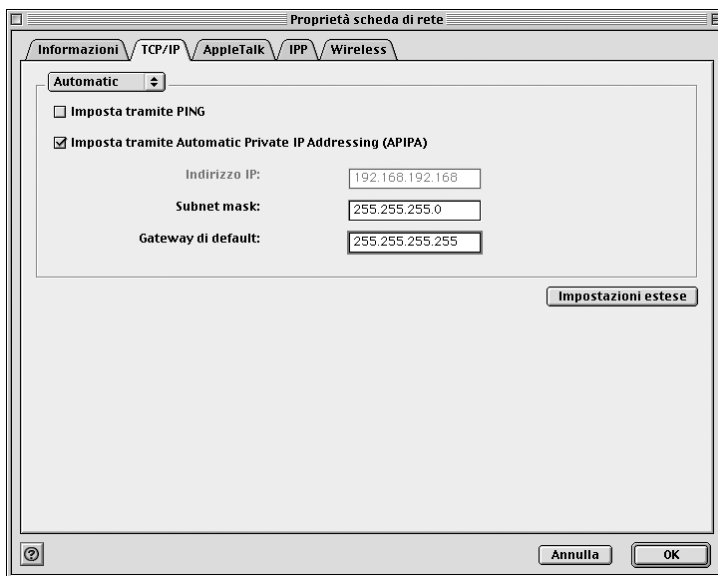 Proprietà scheda di rete
Informazioni TCP/IP AppleTalk IPP Wireless
Automatic
Imposta tramite PING
Imposta tramite Automatic Private IP Addressing (APIPA)
Indirizzo IP: 192.168.192.168
Subnet mask: 255.255.255.0
Gateway di default: 255.255.255.255
Impostazioni estese
? Annulla OK